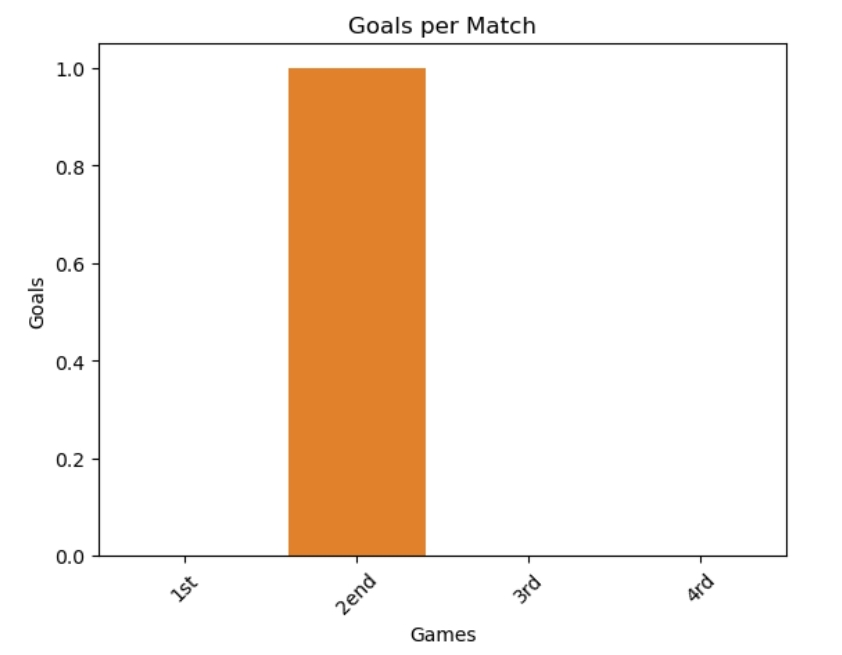 Goals per Match
1.0
0.8
0.6
0.4
0.2
0.0
Goals
1st
2end
3rd
4rd
Games